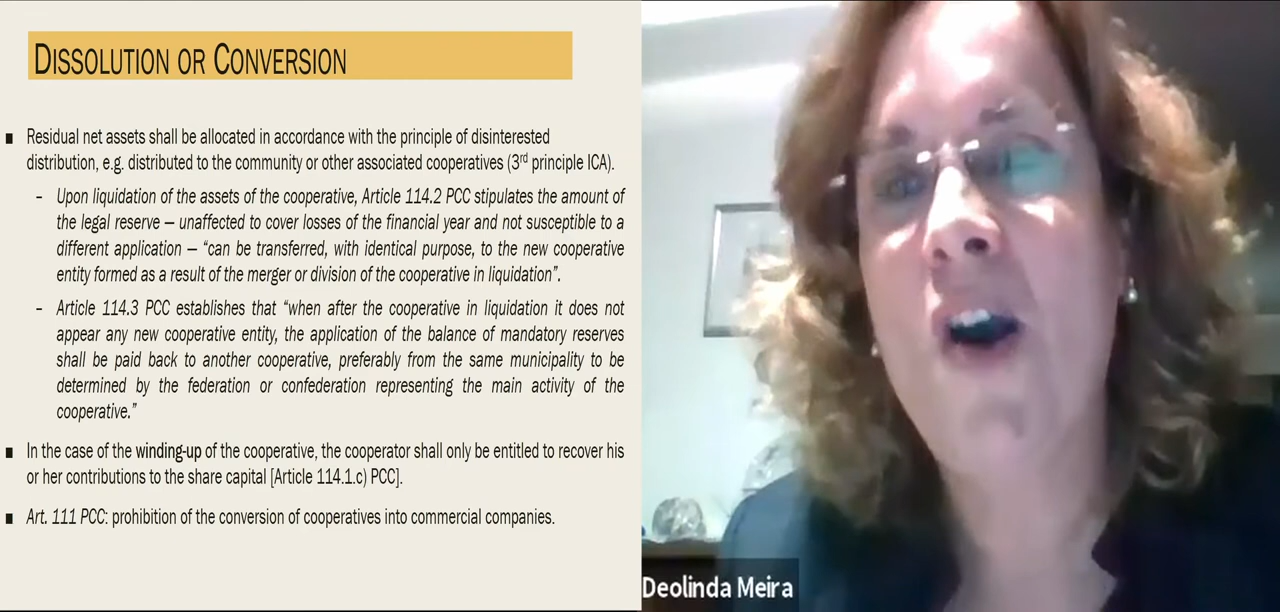 DISSOLUTION OR CONVERSION
■ Residual net assets shall be allocated in accordance with the principle of disinterested
distribution, e.g. distributed to the community or other associated cooperatives (3rd principle ICA).
– Upon liquidation of the assets of the cooperative, Article 114.2 PCC stipulates the amount of
the legal reserve – unaffected to cover losses of the financial year and not susceptible to a
different application – “can be transferred, with identical purpose, to the new cooperative
entity formed as a result of the merger or division of the cooperative in liquidation”.
– Article 114.3 PCC establishes that “when after the cooperative in liquidation it does not
appear any new cooperative entity, the application of the balance of mandatory reserves
shall be paid back to another cooperative, preferably from the same municipality to be
determined by the federation or confederation representing the main activity of the
cooperative.”
■ In the case of the winding-up of the cooperative, the cooperator shall only be entitled to recover his
or her contributions to the share capital [Article 114.1.c) PCC].
■ Art. 111 PCC: prohibition of the conversion of cooperatives into commercial companies.
Deolinda Meira